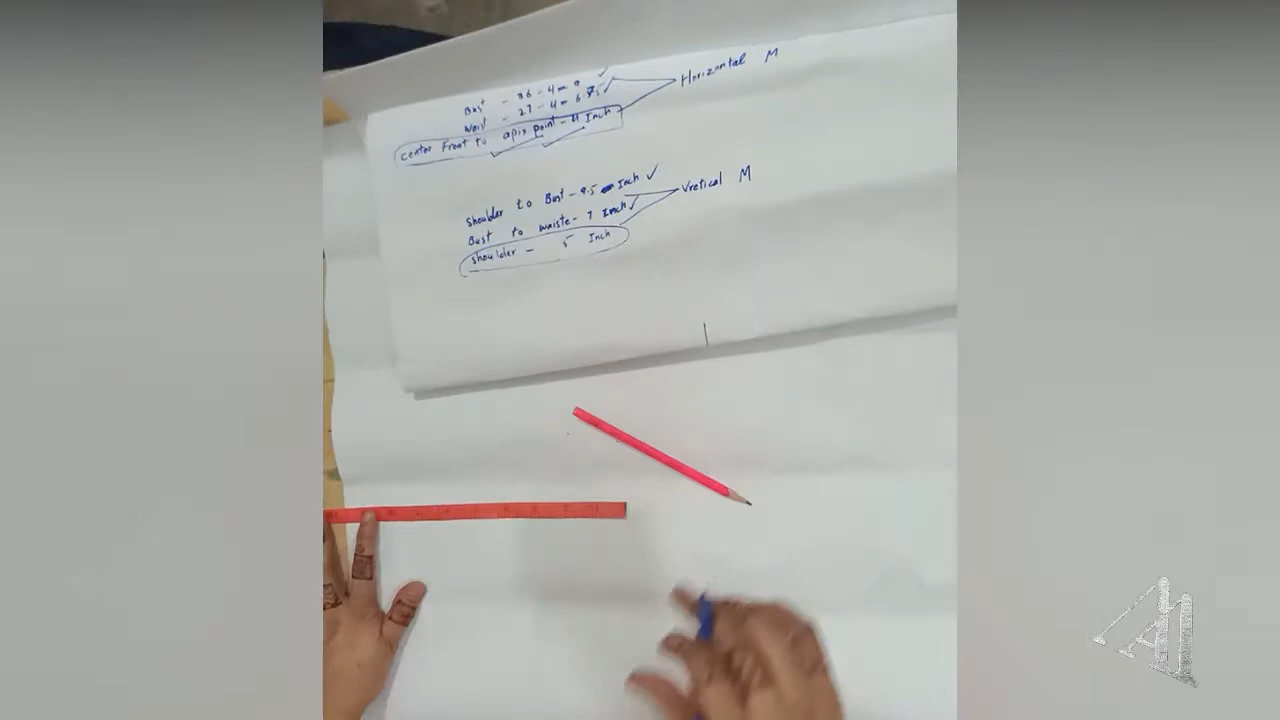 Bust - 36 - 4 = 9
Waist - 27 - 4 = 6.75
Horizontal M
center Front to apix point - 4 Inch
Shoulder to Bust - 9.5 Inch
Vretical M
Bust to waiste - 7 Inch
Shoulder - 5 Inch